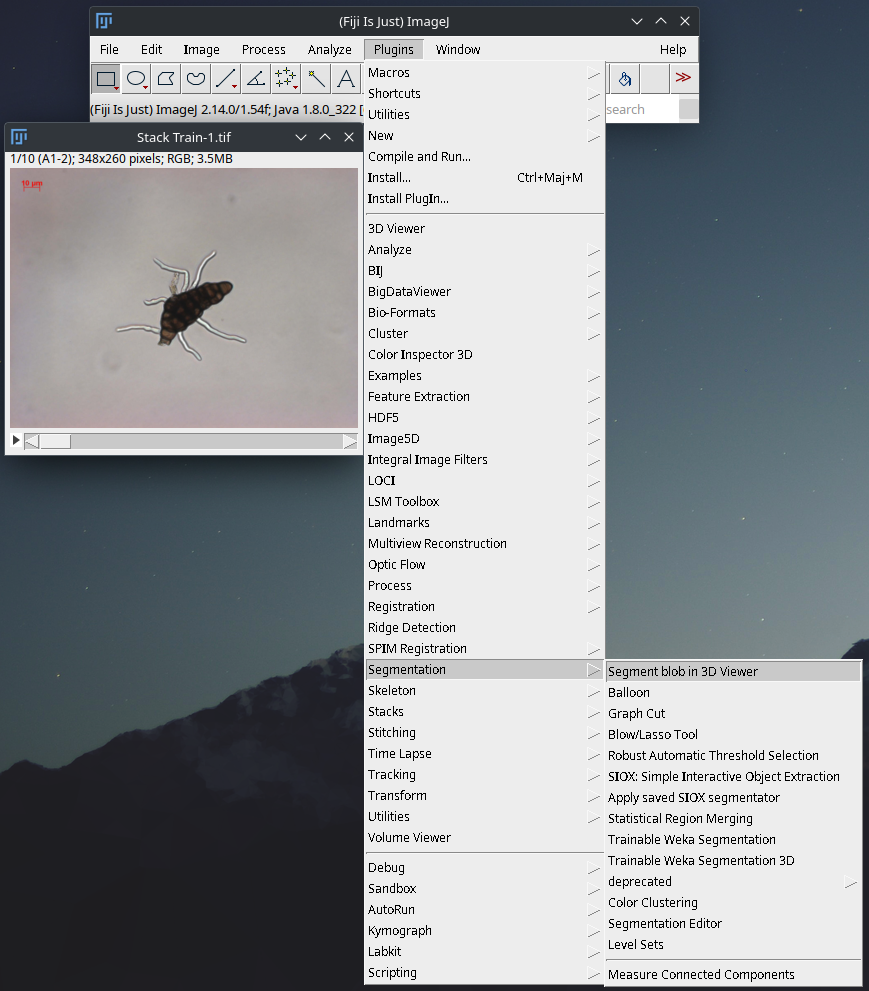 (Fiji Is Just) ImageJ
File Edit Image Process Analyze Plugins Window Help
(Fiji Is Just) ImageJ 2.14.0/1.54f; Java 1.8.0_322 [
search
Stack Train-1.tif
1/10 (A1-2); 348x260 pixels; RGB; 3.5MB
10 µm
Macros
Shortcuts
Utilities
New
Compile and Run...
Install... Ctrl+Maj+M
Install PlugIn...
3D Viewer
Analyze
BIJ
BigDataViewer
Bio-Formats
Cluster
Color Inspector 3D
Examples
Feature Extraction
HDF5
Image5D
Integral Image Filters
LOCI
LSM Toolbox
Landmarks
Multiview Reconstruction
Optic Flow
Process
Registration
Ridge Detection
SPIM Registration
Segmentation
Skeleton
Stacks
Stitching
Time Lapse
Tracking
Transform
Utilities
Volume Viewer
Debug
Sandbox
AutoRun
Kymograph
Labkit
Scripting
Segment blob in 3D Viewer
Balloon
Graph Cut
Blow/Lasso Tool
Robust Automatic Threshold Selection
SIOX: Simple Interactive Object Extraction
Apply saved SIOX segmentator
Statistical Region Merging
Trainable Weka Segmentation
Trainable Weka Segmentation 3D
deprecated
Color Clustering
Segmentation Editor
Level Sets
Measure Connected Components